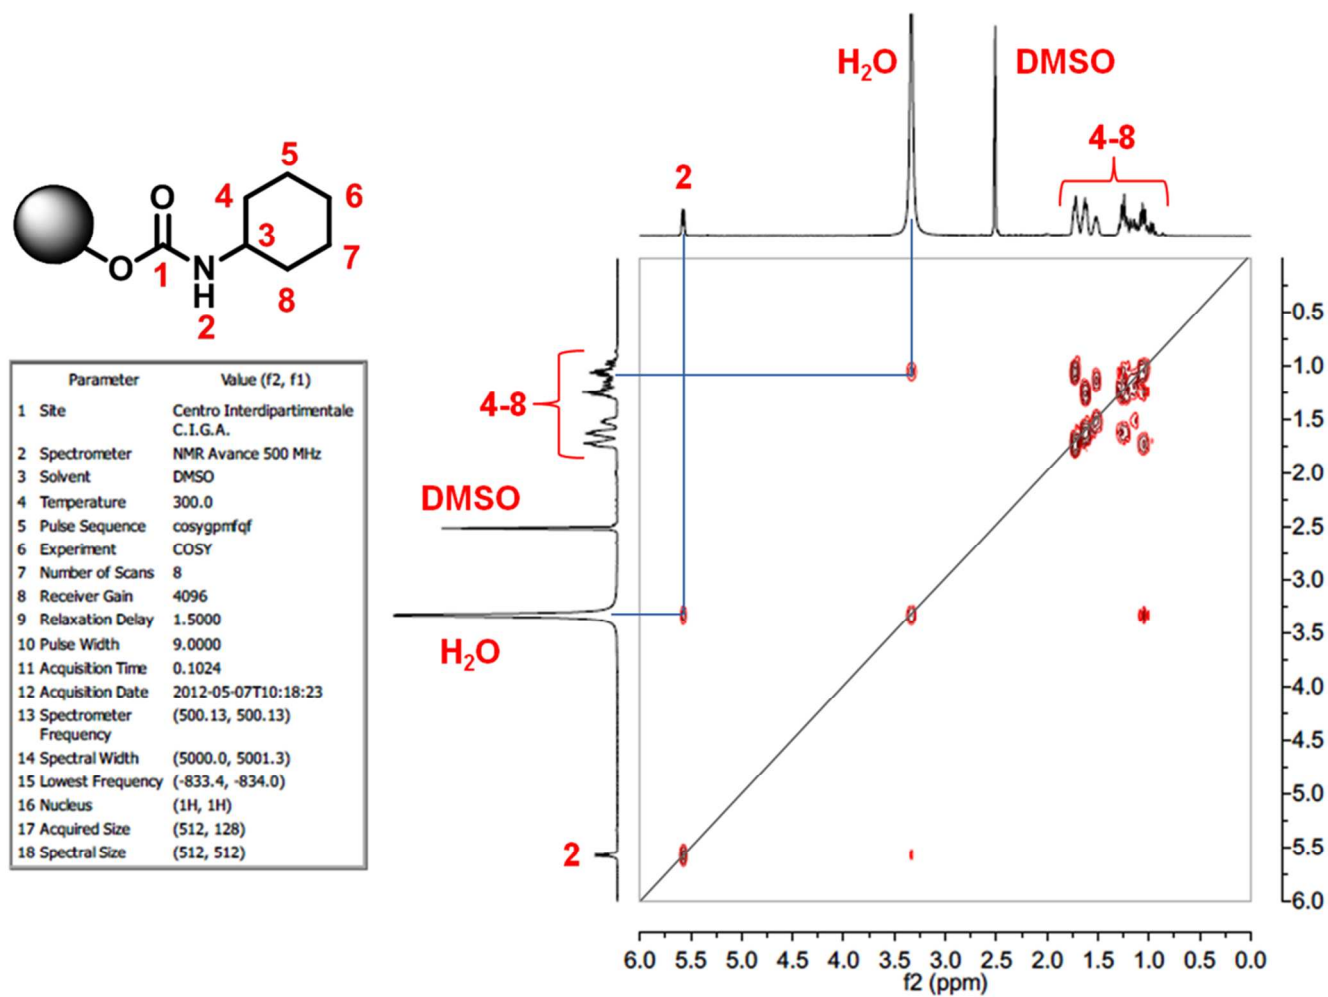 H₂O
DMSO
4-8
2
5
4
O
6
3
7
O
1
N
H
8
2
Parameter Value (f2, f1)
1 Site Centro Interdipartimentale
C.I.G.A.
2 Spectrometer NMR Avance 500 MHz
3 Solvent DMSO
4 Temperature 300.0
5 Pulse Sequence cosygpmfqf
6 Experiment COSY
7 Number of Scans 8
8 Receiver Gain 4096
9 Relaxation Delay 1.5000
10 Pulse Width 9.0000
11 Acquisition Time 0.1024
12 Acquisition Date 2012-05-07T10:18:23
13 Spectrometer (500.13, 500.13)
Frequency
14 Spectral Width (5000.0, 5001.3)
15 Lowest Frequency (-833.4, -834.0)
16 Nucleus (1H, 1H)
17 Acquired Size (512, 128)
18 Spectral Size (512, 512)
4-8
DMSO
H₂O
2
0.5
1.0
1.5
2.0
2.5
3.0
3.5
4.0
4.5
5.0
5.5
6.0
6.0 5.5 5.0 4.5 4.0 3.5 3.0 2.5 2.0 1.5 1.0 0.5 0.0
f2 (ppm)